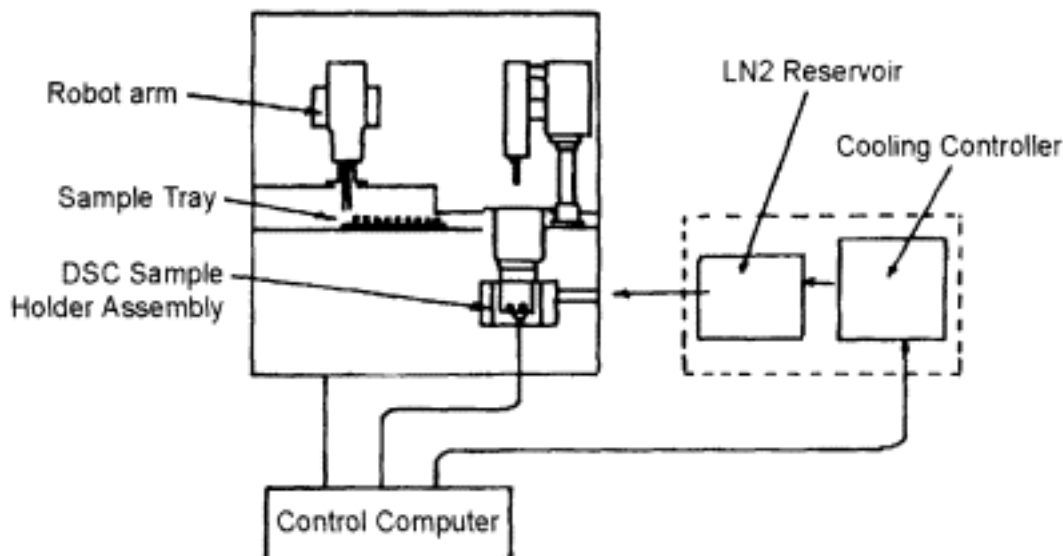 LN2 Reservoir
Robot arm
Cooling Controller
Sample Tray
DSC Sample
Holder Assembly
Control Computer